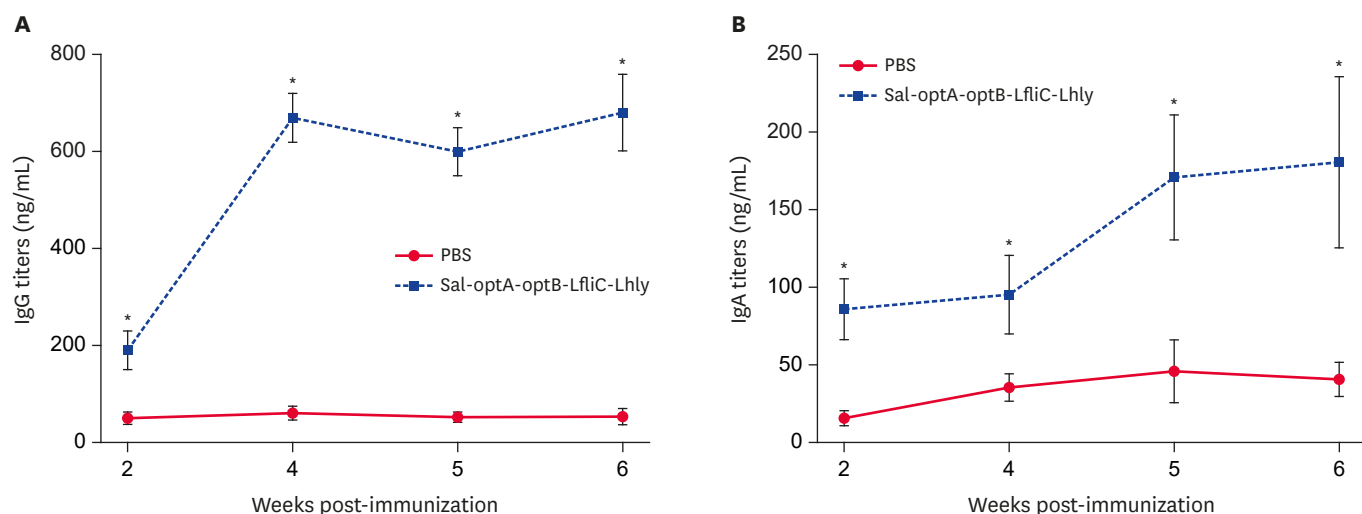 A
800
600
400
200
0
IgG titers (ng/mL)
*
*
*
*
PBS
Sal-optA-optB-LfliC-Lhly
2
4
5
6
Weeks post-immunization
B
250
200
150
100
50
0
IgA titers (ng/mL)
PBS
Sal-optA-optB-LfliC-Lhly
*
*
*
*
2
4
5
6
Weeks post-immunization